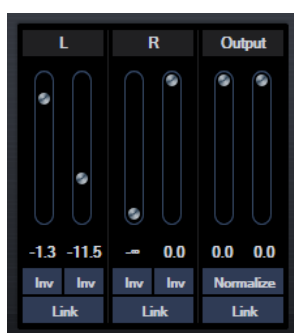 L R Output
-1.3 -11.5 -∞ 0.0 0.0 0.0
Inv Inv Inv Inv Normalize
Link Link Link